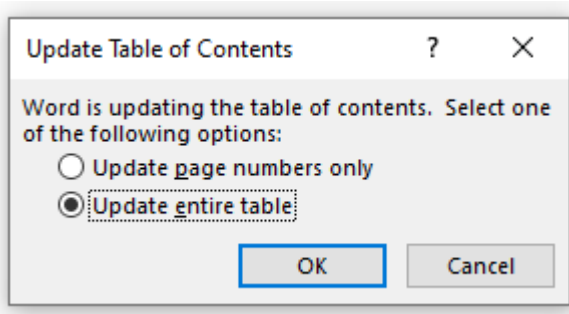 Update Table of Contents ?
Word is updating the table of contents. Select one
of the following options:
Update page numbers only
Update entire table
OK Cancel